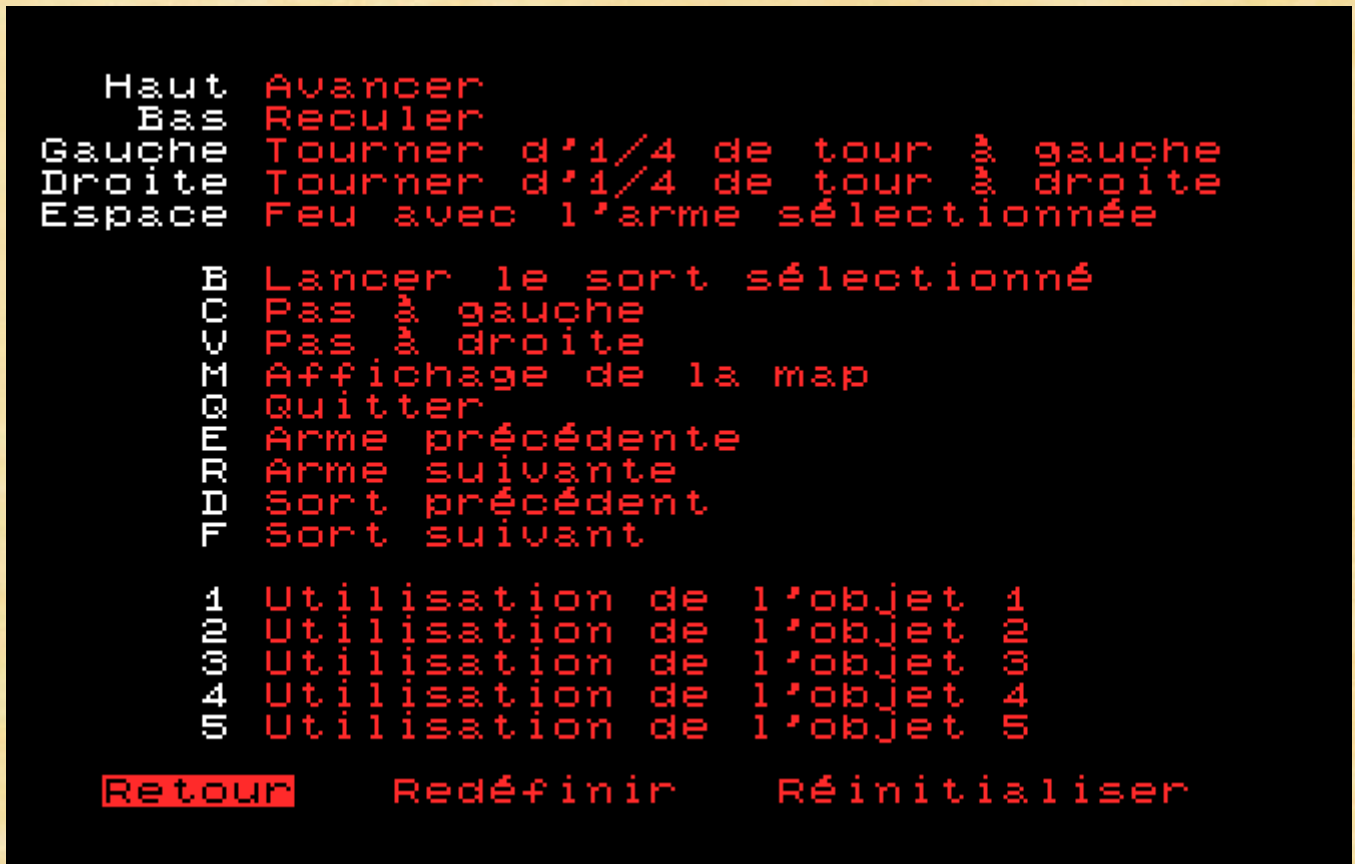 Haut Avancer
Bas Reculer
Gauche Tourner d'1/4 de tour à gauche
Droite Tourner d'1/4 de tour à droite
Espace Feu avec l'arme sélectionnée
B Lancer le sort sélectionné
C Pas à gauche
V Pas à droite
M Affichage de la map
Q Quitter
E Arme précédente
R Arme suivante
D Sort précédent
F Sort suivant
1 Utilisation de l'objet 1
2 Utilisation de l'objet 2
3 Utilisation de l'objet 3
4 Utilisation de l'objet 4
5 Utilisation de l'objet 5
Retour Redéfinir Réinitialiser